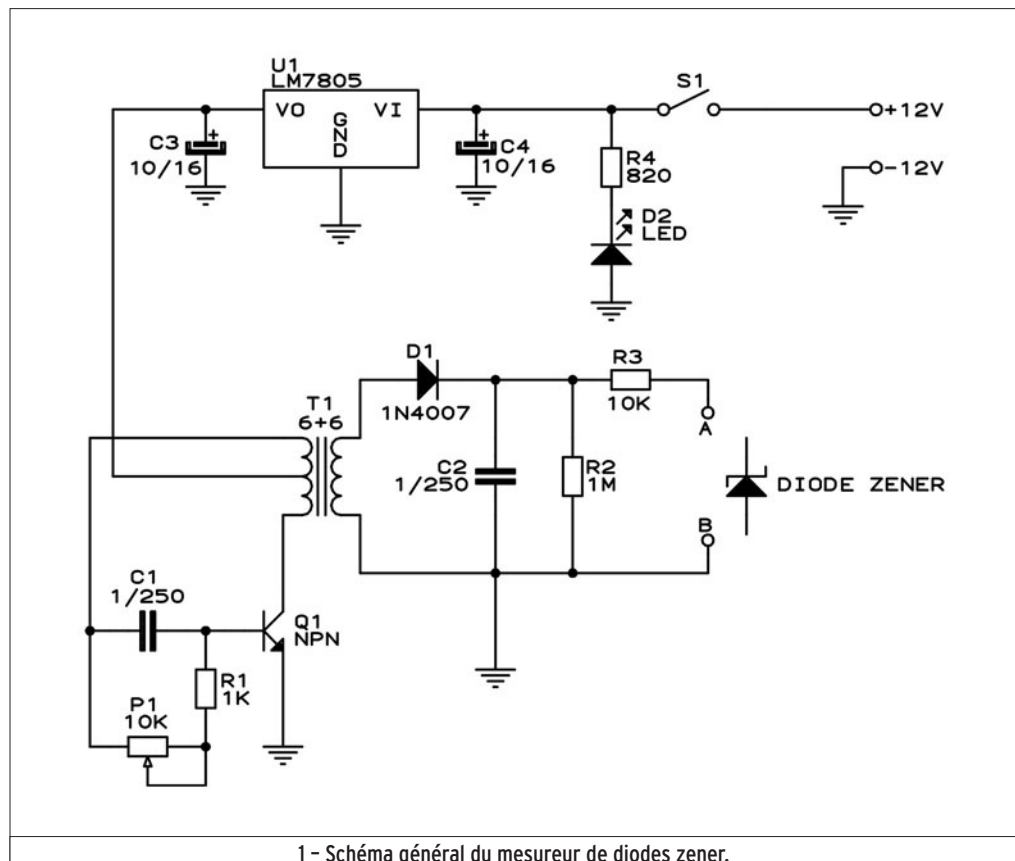 U1
LM7805
VO
VI
GND
S1
+12V
-12V
C3
10/16
C4
10/16
R4
820
D2
LED
D1
1N4007
R3
10K
T1
6+6
A
C2
1/250
R2
1M
DIODE ZENER
B
C1
1/250
Q1
NPN
R1
1K
P1
10K
1 – Schéma général du mesureur de diodes zener.